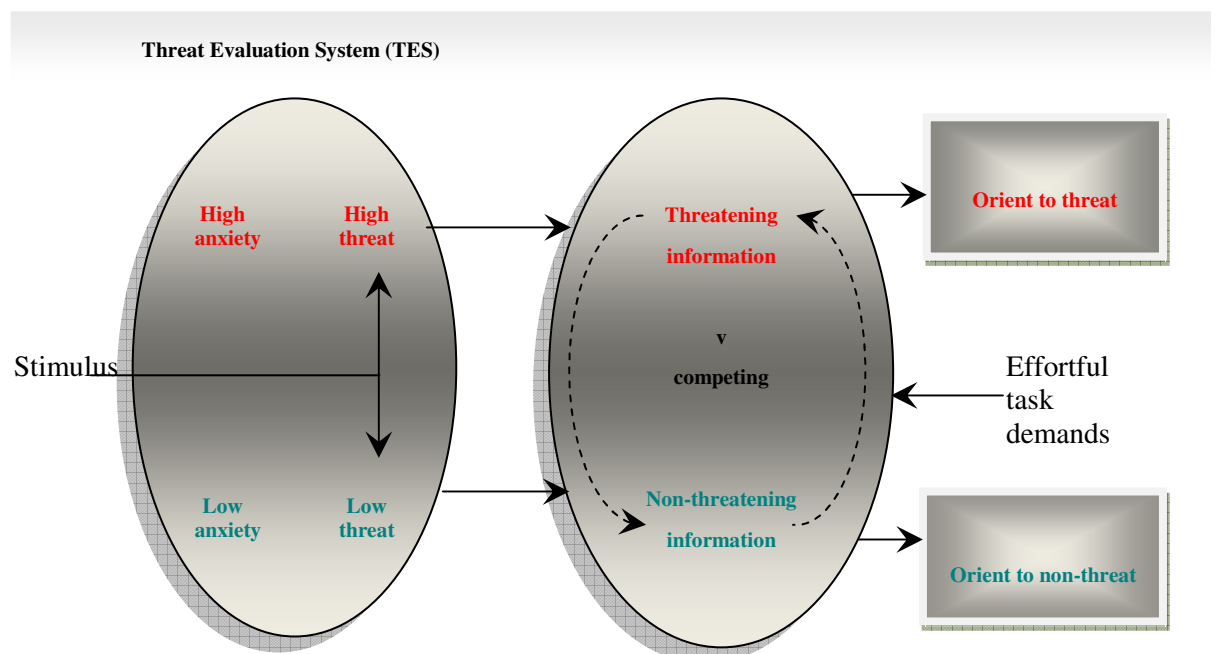 Threat Evaluation System (TES)
High
anxiety
High
threat
Threatening
information
Orient to threat
Stimulus
v
competing
Effortful
task
demands
Low
anxiety
Low
threat
Non-threatening
information
Orient to non-threat